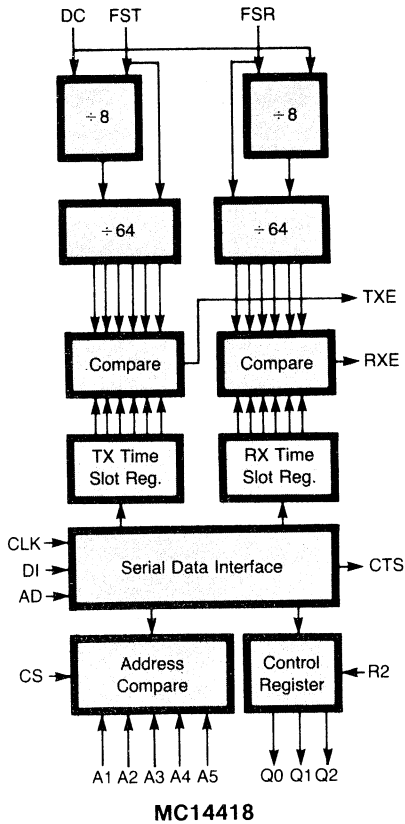 DC FST FSR
÷8 ÷8
÷64 ÷64
TXE
Compare Compare RXE
TX Time
Slot Reg.
RX Time
Slot Reg.
CLK
DI
AD
Serial Data Interface
CTS
CS
Address
Compare
Control
Register
R2
A1 A2 A3 A4 A5 Q0 Q1 Q2
MC14418